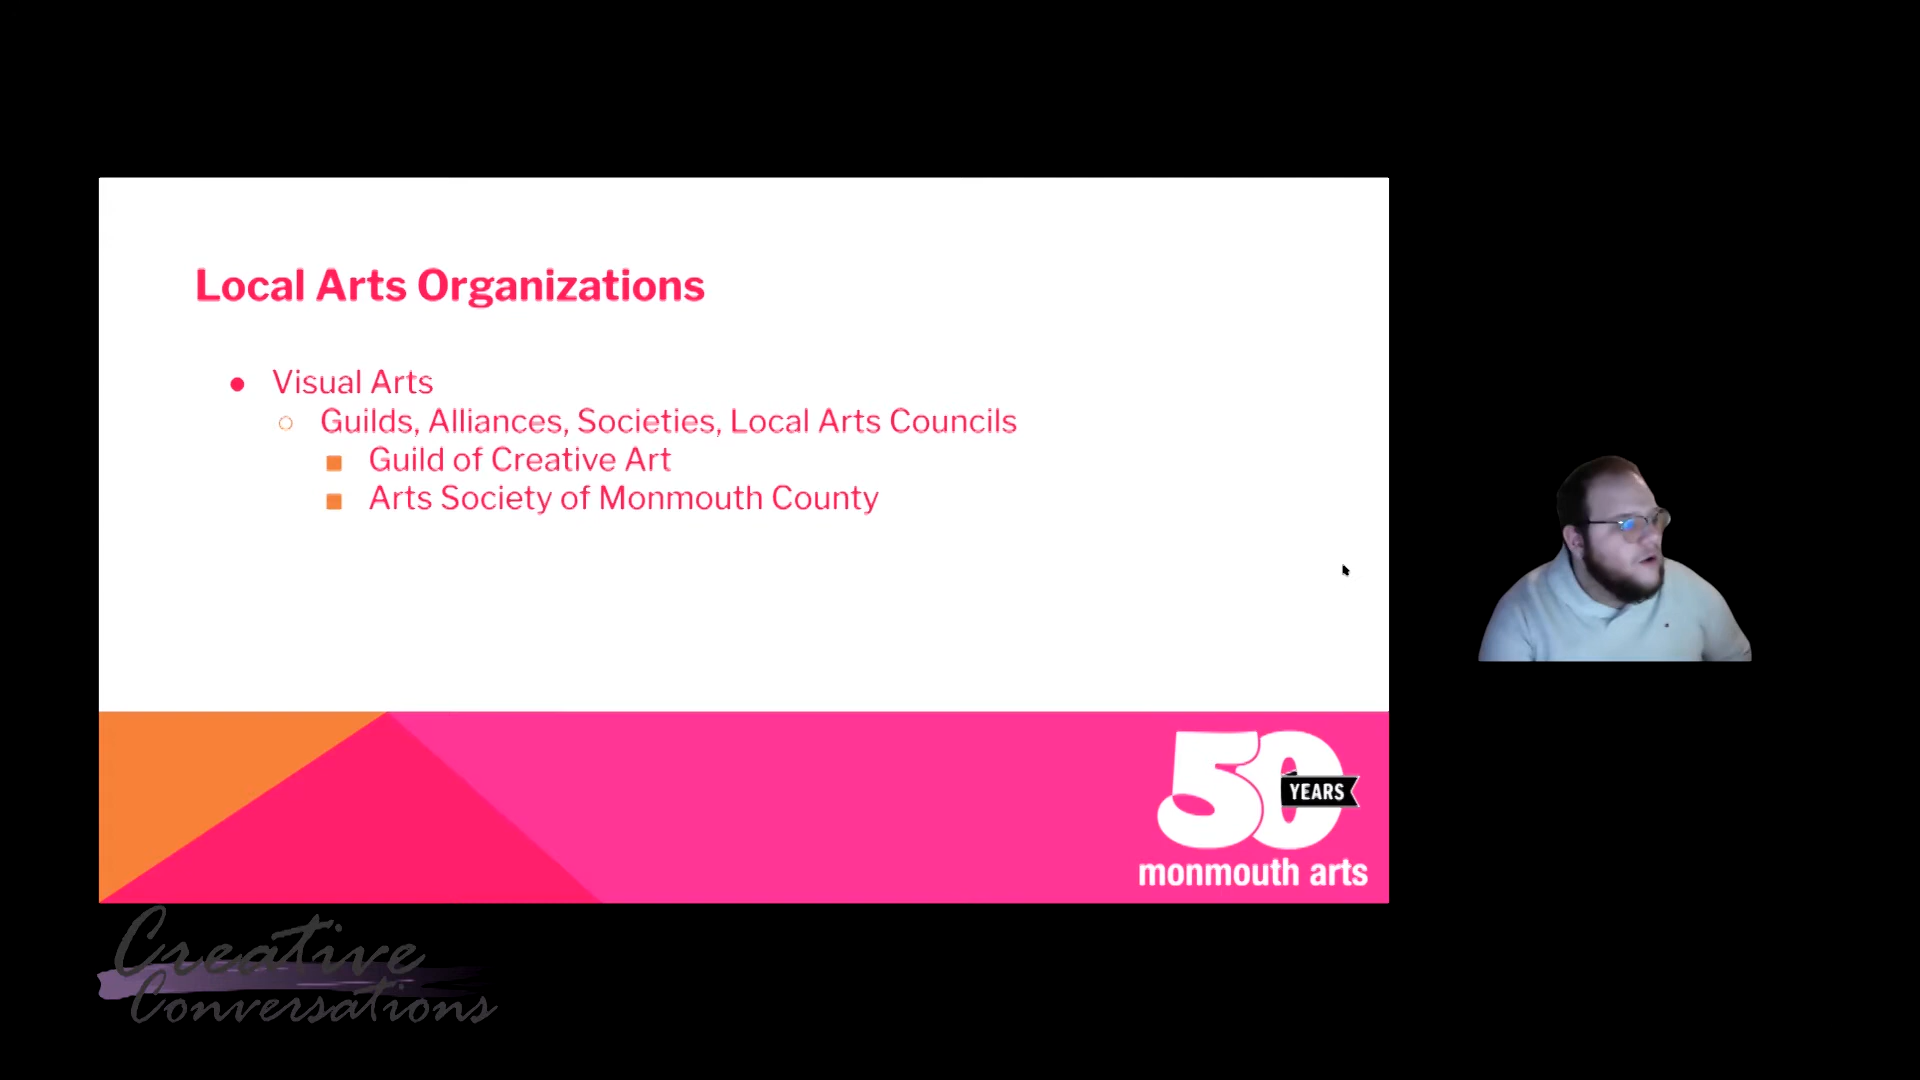 Local Arts Organizations
Visual Arts
Guilds, Alliances, Societies, Local Arts Councils
Guild of Creative Art
Arts Society of Monmouth County
50
YEARS
monmouth arts
Creative
Conversations